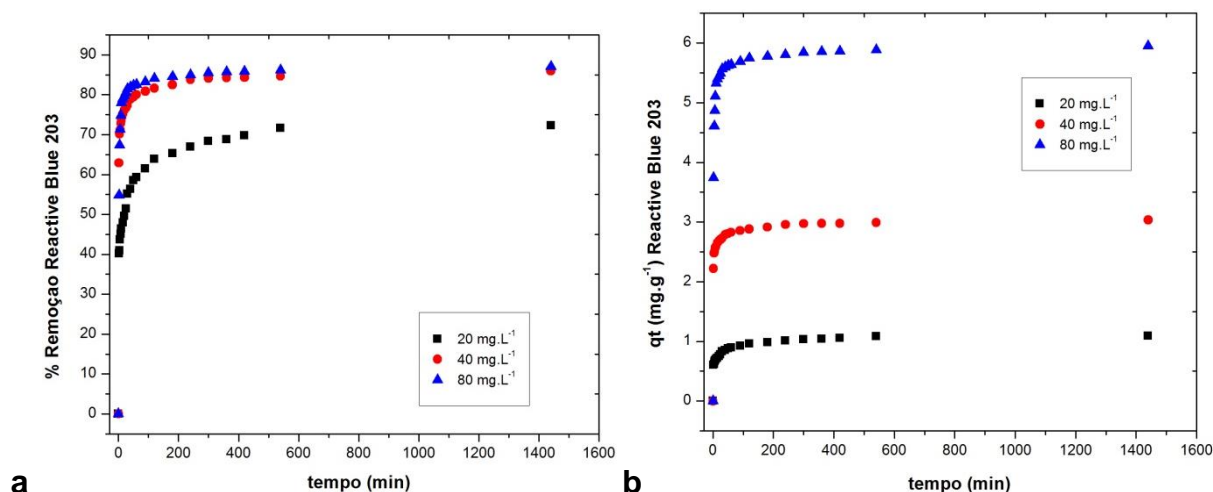 % Remoçao Reactive Blue 203
90
80
70
60
50
40
30
20
10
0
20 mg.L⁻¹
40 mg.L⁻¹
80 mg.L⁻¹
0 200 400 600 800 1000 1200 1400 1600
tempo (min)
a
qt (mg.g⁻¹) Reactive Blue 203
6
5
4
3
2
1
0
20 mg.L⁻¹
40 mg.L⁻¹
80 mg.L⁻¹
0 200 400 600 800 1000 1200 1400 1600
tempo (min)
b